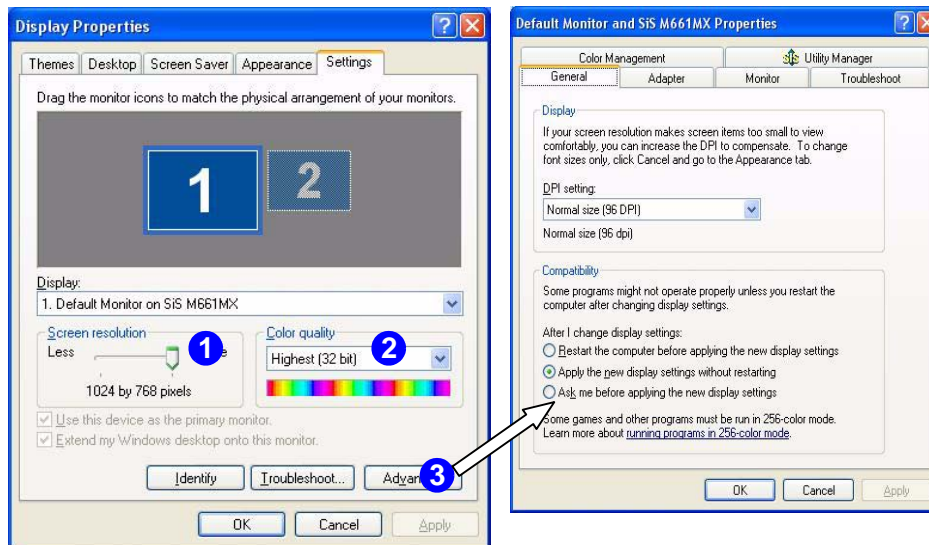 Display Properties
Themes Desktop Screen Saver Appearance Settings
Drag the monitor icons to match the physical arrangement of your monitors.
1 2
Display:
1. Default Monitor on SiS M661MX
Screen resolution
Less 1 e
1024 by 768 pixels
Color quality
Highest (32 bit) 2
Use this device as the primary monitor.
Extend my Windows desktop onto this monitor.
Identify Troubleshoot... Advan 3
OK Cancel Apply
Default Monitor and SiS M661MX Properties
Color Management SiS Utility Manager
General Adapter Monitor Troubleshoot
Display
If your screen resolution makes screen items too small to view
comfortably, you can increase the DPI to compensate. To change
font sizes only, click Cancel and go to the Appearance tab.
DPI setting:
Normal size (96 DPI)
Normal size (96 dpi)
Compatibility
Some programs might not operate properly unless you restart the
computer after changing display settings.
After I change display settings:
Restart the computer before applying the new display settings
Apply the new display settings without restarting
Ask me before applying the new display settings
Some games and other programs must be run in 256-color mode.
Learn more about running programs in 256-color mode.
OK Cancel Apply